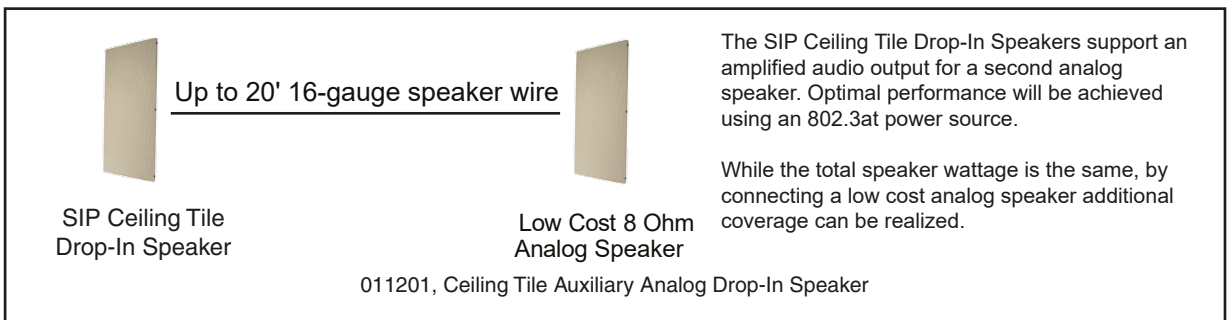 Up to 20' 16-gauge speaker wire
SIP Ceiling Tile
Drop-In Speaker
Low Cost 8 Ohm
Analog Speaker
The SIP Ceiling Tile Drop-In Speakers support an
amplified audio output for a second analog
speaker. Optimal performance will be achieved
using an 802.3at power source.
While the total speaker wattage is the same, by
connecting a low cost analog speaker additional
coverage can be realized.
011201, Ceiling Tile Auxiliary Analog Drop-In Speaker